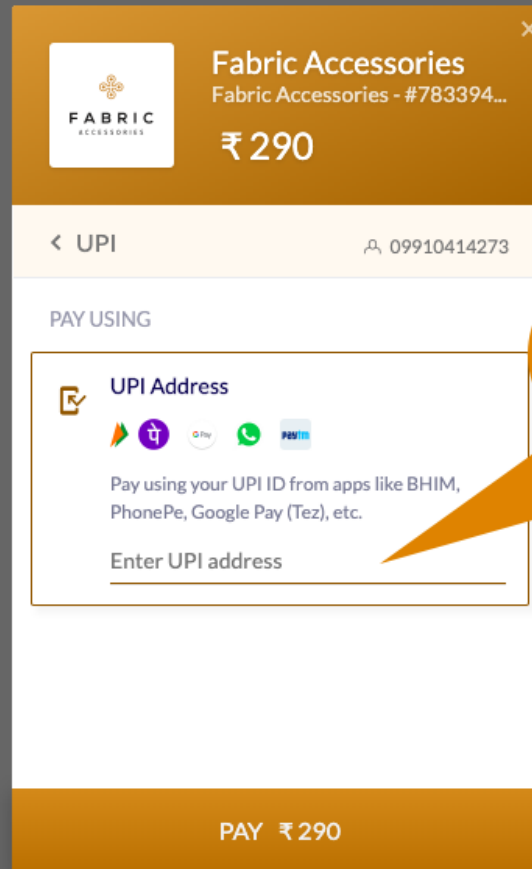 FABRIC
ACCESSORIES
Fabric Accessories
Fabric Accessories - #783394...
₹ 290
UPI
09910414273
PAY USING
UPI Address
पे
G Pay
Paytm
Pay using your UPI ID from apps like BHIM,
PhonePe, Google Pay (Tez), etc.
Enter UPI address
PAY ₹ 290